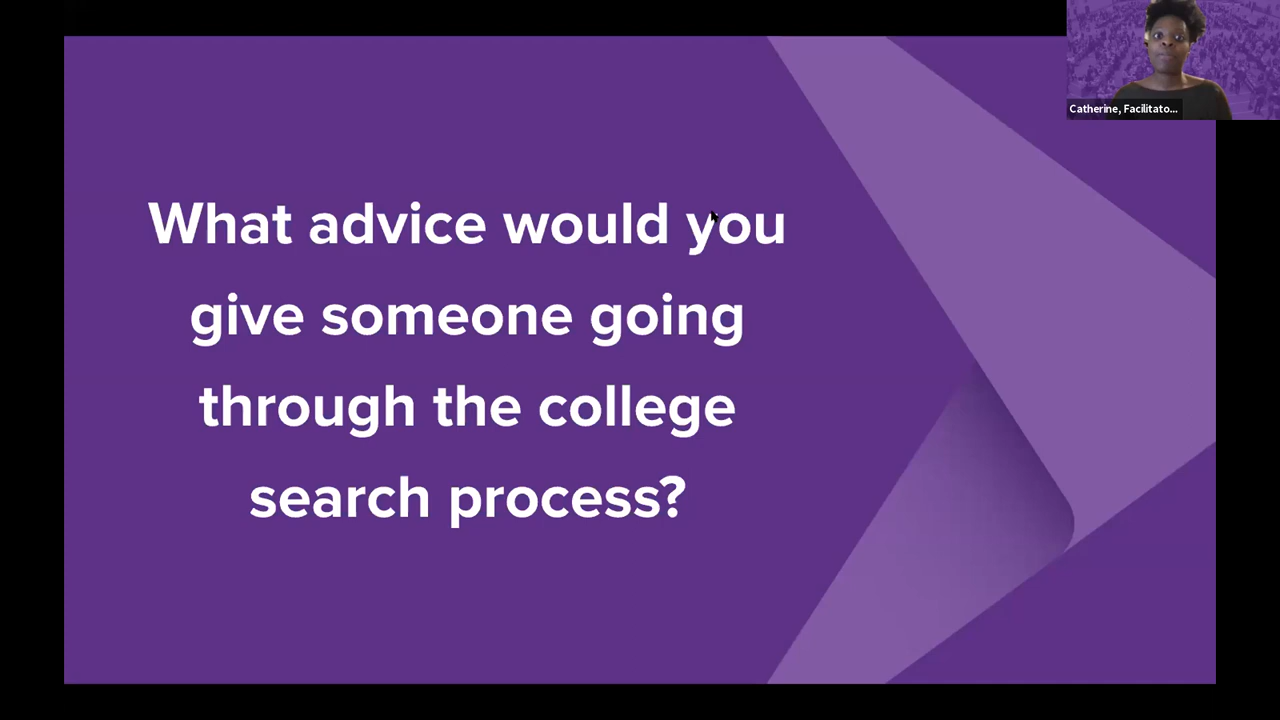 Catherine, Facilitato...
What advice would you
give someone going
through the college
search process?